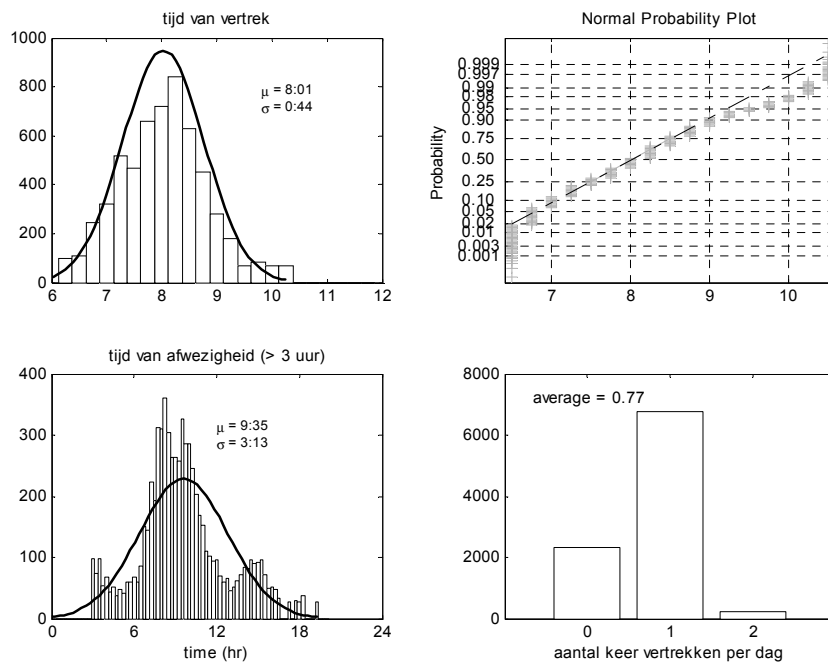 tijd van vertrek
1000
800
600
400
200
0
μ = 8:01
σ = 0:44
6 7 8 9 10 11 12
Normal Probability Plot
Probability
0.999
0.997
0.99
0.98
0.95
0.90
0.75
0.50
0.25
0.10
0.05
0.02
0.01
0.003
0.001
7 8 9 10
tijd van afwezigheid (> 3 uur)
400
300
200
100
0
μ = 9:35
σ = 3:13
0 6 12 18 24
time (hr)
8000
6000
4000
2000
0
average = 0.77
0 1 2
aantal keer vertrekken per dag